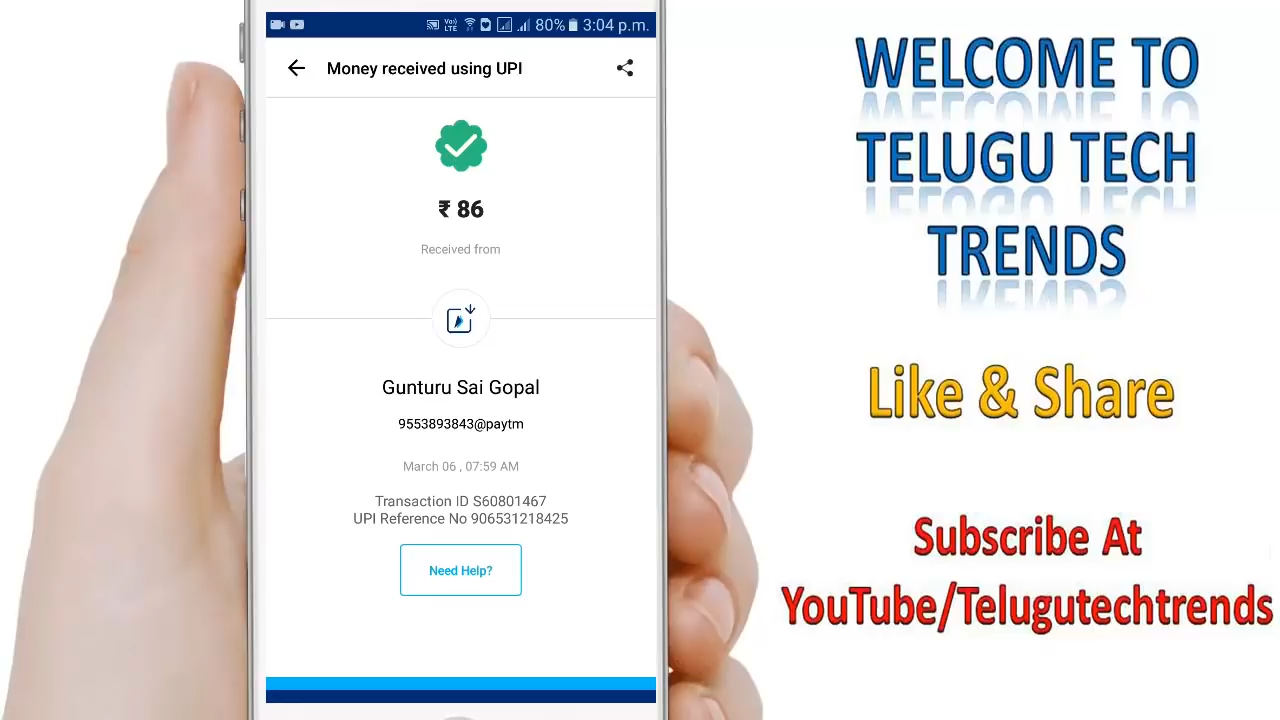 Vo)) LTE 80% 3:04 p.m.
Money received using UPI
₹ 86
Received from
Gunturu Sai Gopal
9553893843@paytm
March 06 , 07:59 AM
Transaction ID S60801467
UPI Reference No 906531218425
Need Help?
WELCOME TO
TELUGU TECH
TRENDS
Like & Share
Subscribe At
YouTube/Telugutechtrends